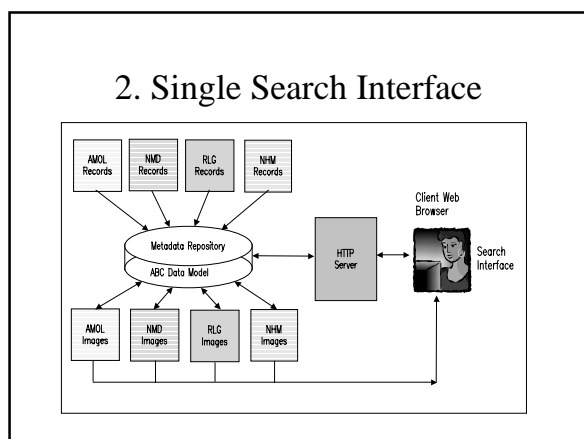 2. Single Search Interface
AMOL
Records
NMD
Records
RLG
Records
NHM
Records
Client Web
Browser
Metadata Repository
ABC Data Model
HTTP
Server
Search
Interface
AMOL
Images
NMD
Images
RLG
Images
NHM
Images